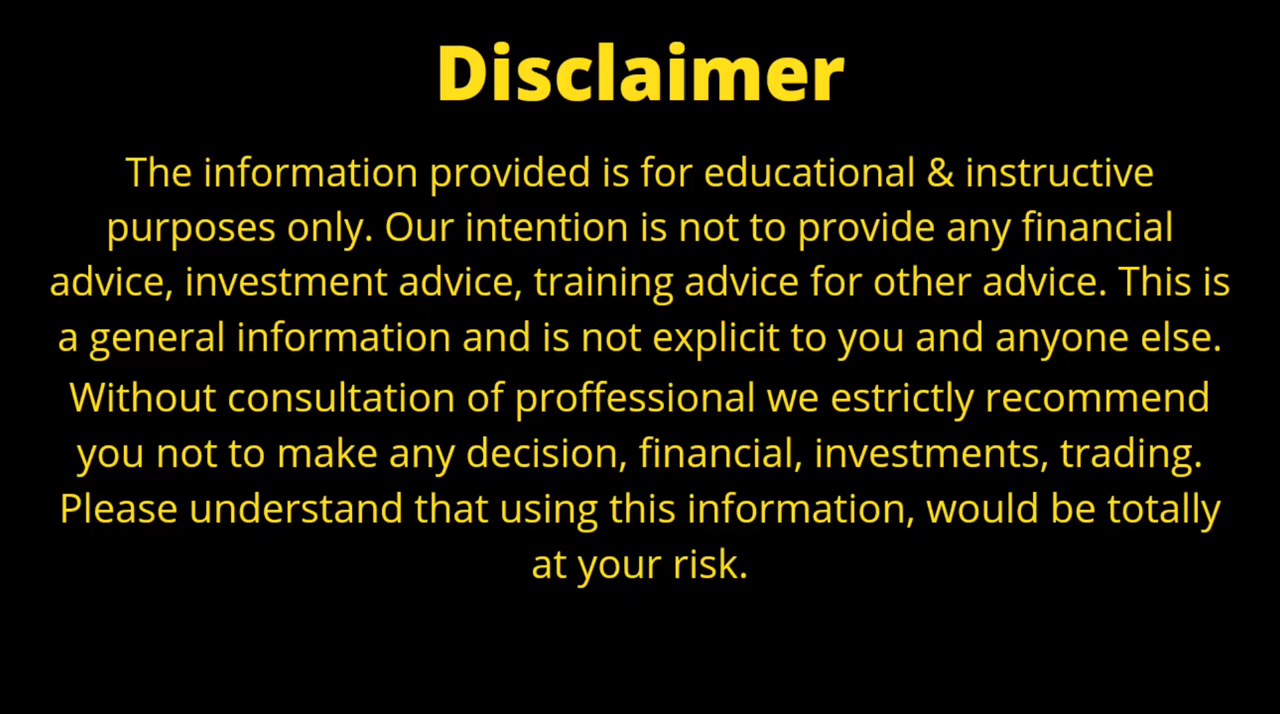 Disclaimer
The information provided is for educational & instructive
purposes only. Our intention is not to provide any financial
advice, investment advice, training advice for other advice. This is
a general information and is not explicit to you and anyone else.
Without consultation of proffessional we estrictly recommend
you not to make any decision, financial, investments, trading.
Please understand that using this information, would be totally
at your risk.